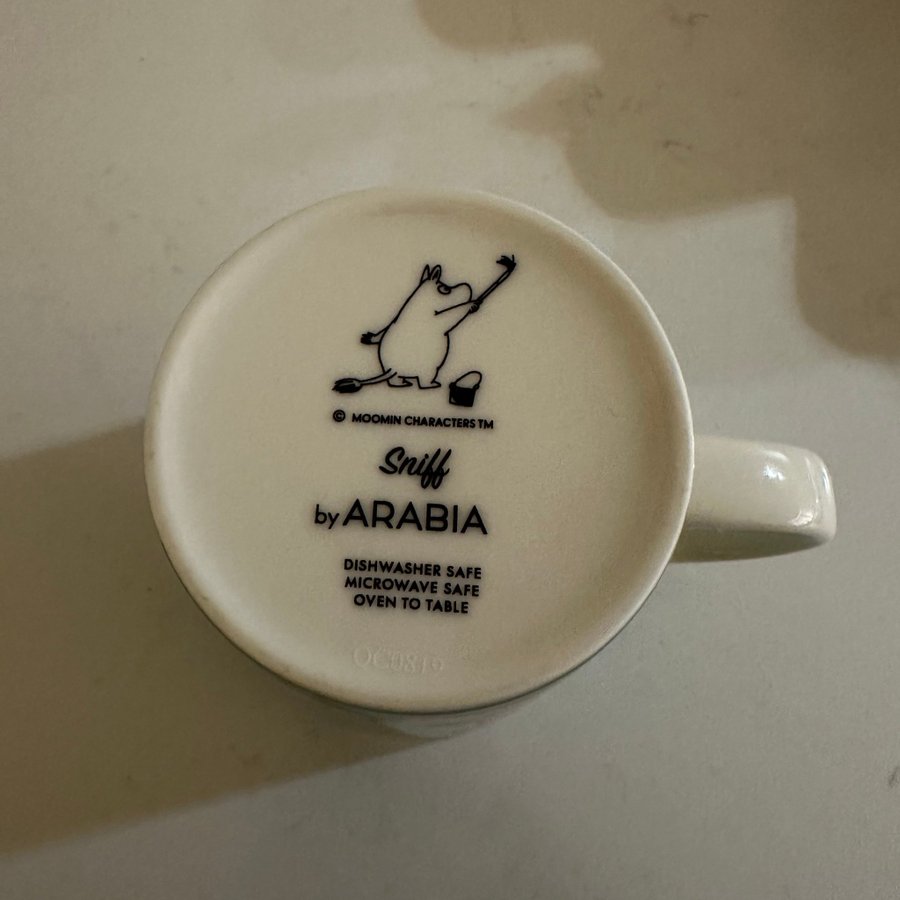 © MOOMIN CHARACTERS TM
Sniff
by ARABIA
DISHWASHER SAFE
MICROWAVE SAFE
OVEN TO TABLE